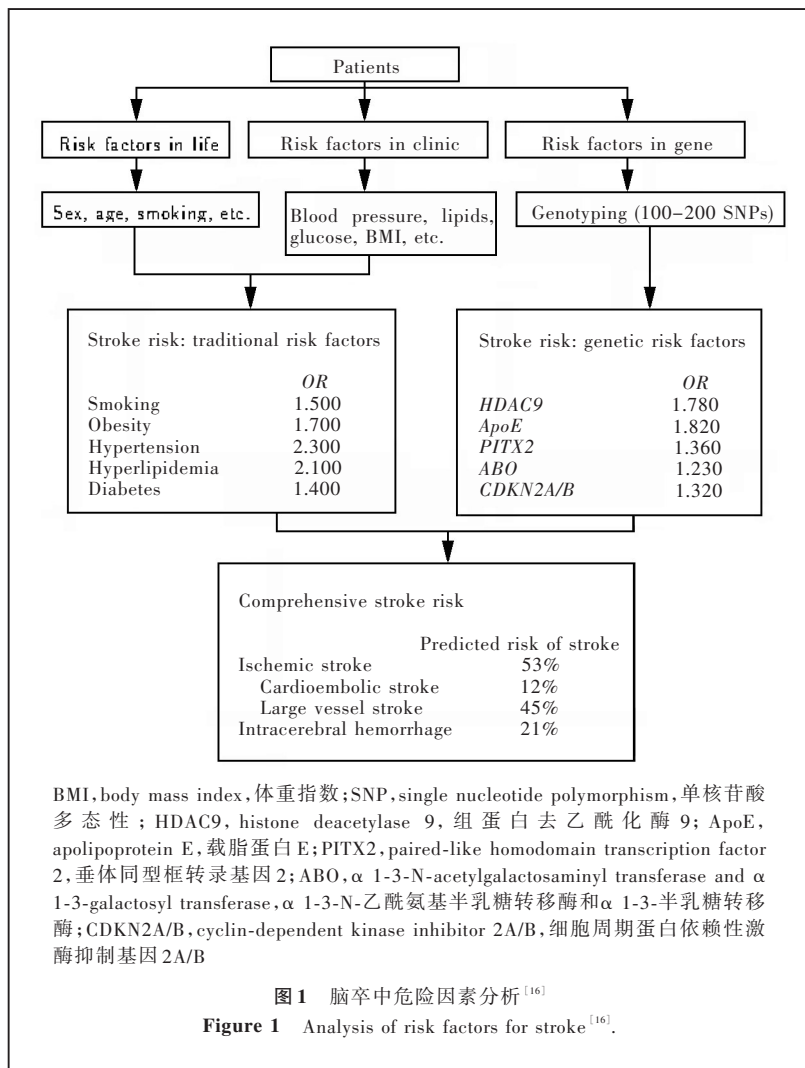 Patients
Risk factors in life
Risk factors in clinic
Risk factors in gene
Sex, age, smoking, etc.
Blood pressure, lipids,
glucose, BMI, etc.
Genotyping (100–200 SNPs)
Stroke risk: traditional risk factors
OR
Smoking 1.500
Obesity 1.700
Hypertension 2.300
Hyperlipidemia 2.100
Diabetes 1.400
Stroke risk: genetic risk factors
OR
HDAC9 1.780
ApoE 1.820
PITX2 1.360
ABO 1.230
CDKN2A/B 1.320
Comprehensive stroke risk
Predicted risk of stroke
Ischemic stroke 53%
Cardioembolic stroke 12%
Large vessel stroke 45%
Intracerebral hemorrhage 21%
BMI,body mass index,体重指数;SNP,single nucleotide polymorphism,单核苷酸
多态性;HDAC9,histone deacetylase 9,组蛋白去乙酰化酶9;ApoE,
apolipoprotein E,载脂蛋白E;PITX2,paired-like homodomain transcription factor
2,垂体同型框转录基因2;ABO,α 1-3-N-acetylgalactosaminyl transferase and α
1-3-galactosyl transferase,α 1-3-N-乙酰氨基半乳糖转移酶和α 1-3-半乳糖转移
酶;CDKN2A/B,cyclin-dependent kinase inhibitor 2A/B,细胞周期蛋白依赖性激
酶抑制基因2A/B
图1 脑卒中危险因素分析[16]
Figure 1 Analysis of risk factors for stroke[16].